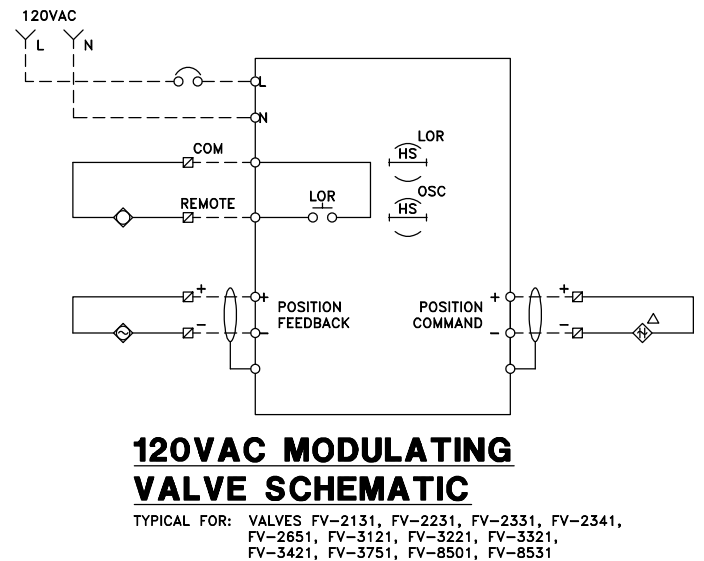 120VAC
L N
L
N
COM
LOR
HS
OSC
REMOTE
LOR
HS
+ + POSITION FEEDBACK
- -
POSITION COMMAND + +
- -
120VAC MODULATING
VALVE SCHEMATIC
TYPICAL FOR: VALVES FV-2131, FV-2231, FV-2331, FV-2341,
FV-2651, FV-3121, FV-3221, FV-3321,
FV-3421, FV-3751, FV-8501, FV-8531